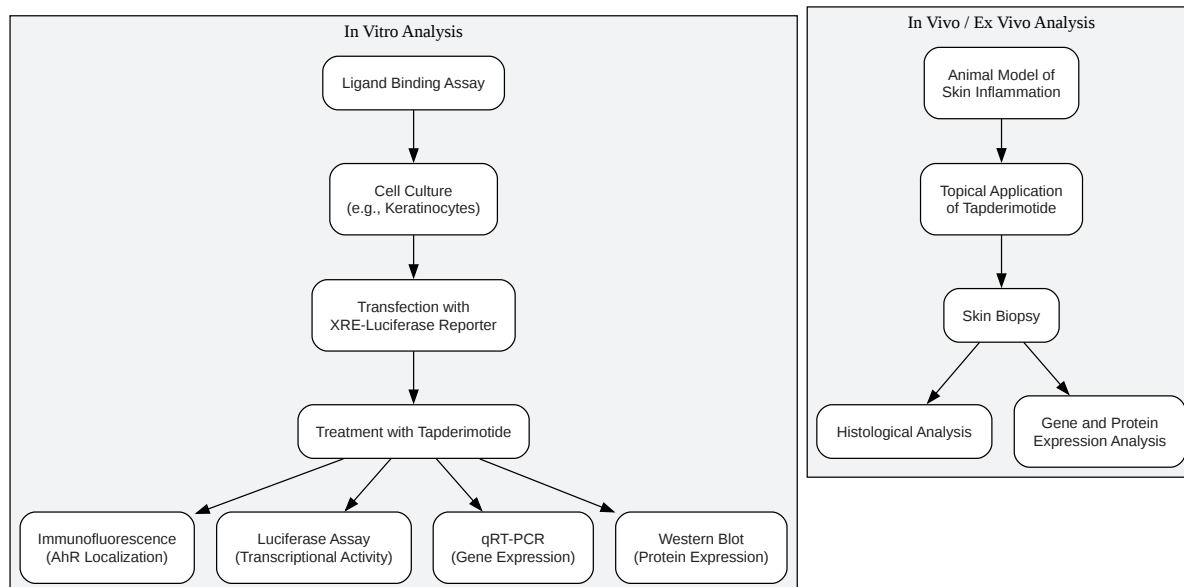 In Vitro Analysis
Ligand Binding Assay
Cell Culture
(e.g., Keratinocytes)
Transfection with
XRE-Luciferase Reporter
Treatment with Tapderimotide
Immunofluorescence
(AhR Localization)
Luciferase Assay
(Transcriptional Activity)
qRT-PCR
(Gene Expression)
Western Blot
(Protein Expression)
In Vivo / Ex Vivo Analysis
Animal Model of
Skin Inflammation
Topical Application
of Tapderimotide
Skin Biopsy
Histological Analysis
Gene and Protein
Expression Analysis